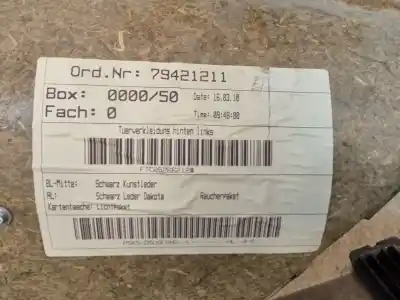 Ord.Nr: 79421211
Box: 0000/50 Date: 16.03.10
Fach: 0 Time: 09:48:00
Tuerverkleidung hinten links
BL-Mitte: Schwarz Kunstleder
AL: Schwarz Leder Dakota Raucherpaket
Kartentasche: Lichtpaket